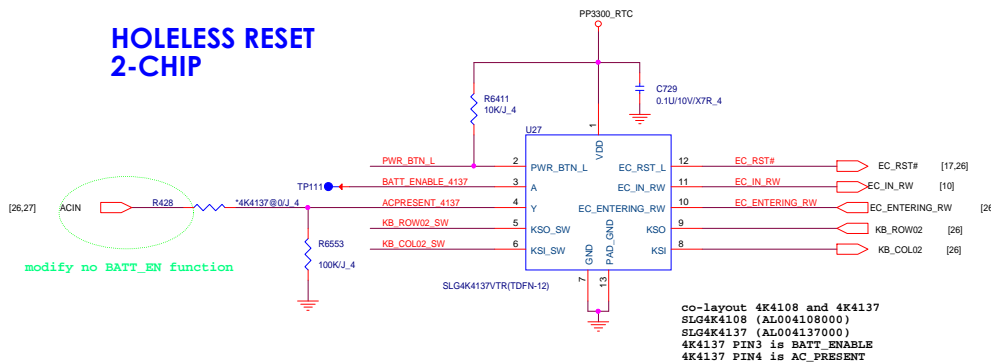 PP3300_RTC
HOLELESS RESET
2-CHIP
R6411
10K/J_4
C729
0.1U/10V/X7R_4
U27
1
VDD
PWR_BTN_L
2
PWR_BTN_L
EC_RST_L
12
EC_RST#
EC_RST#
[17,26]
TP111
BATT_ENABLE_4137
3
A
EC_IN_RW
11
EC_IN_RW
EC_IN_RW
[10]
[26,27]
ACIN
R428
*4K4137@0/J_4
ACPRESENT_4137
4
Y
EC_ENTERING_RW
10
EC_ENTERING_RW
EC_ENTERING_RW
[26
KB_ROW02_SW
5
KSO_SW
KSO
9
KB_ROW02
[26]
KB_COL02_SW
6
KSI_SW
KSI
8
KB_COL02
[26]
R6553
100K/J_4
modify no BATT_EN function
GND
PAD_GND
7
13
SLG4K4137VTR(TDFN-12)
co-layout 4K4108 and 4K4137
SLG4K4108 (AL004108000)
SLG4K4137 (AL004137000)
4K4137 PIN3 is BATT_ENABLE
4K4137 PIN4 is AC_PRESENT